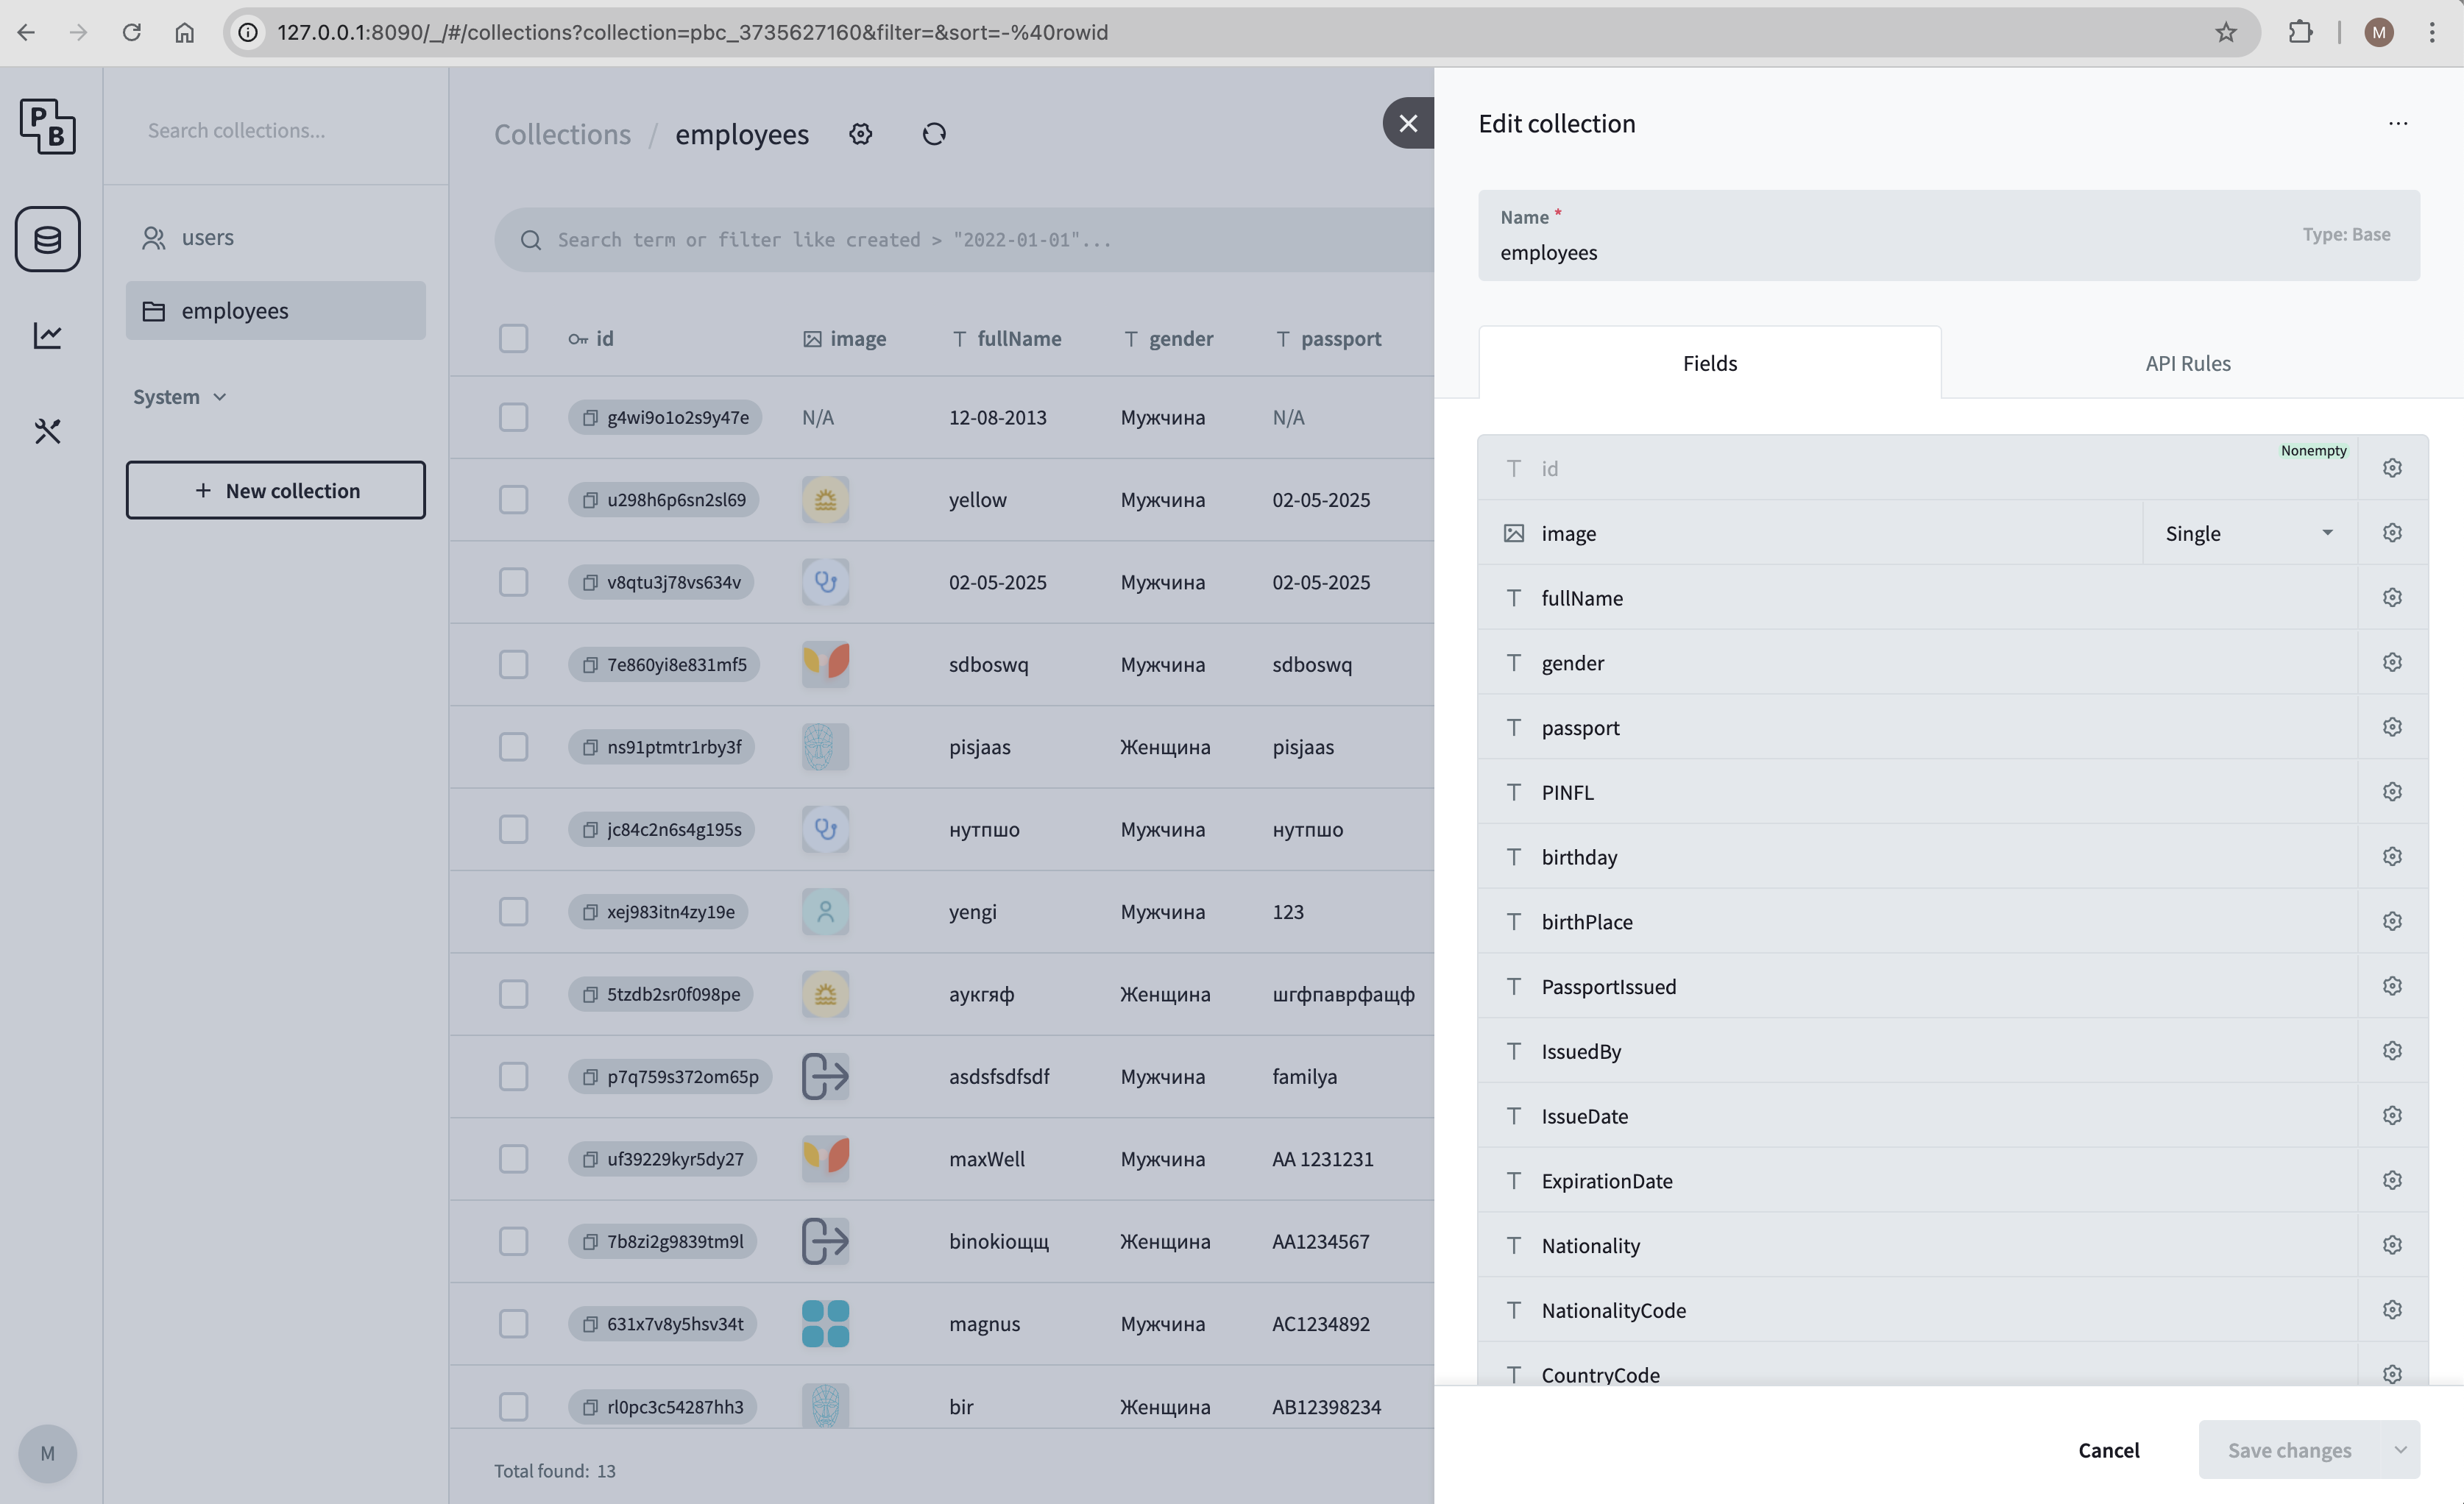 127.0.0.1:8090/_/#/collections?collection=pbc_3735627160&filter=&sort=-%40rowid
M
P
B
Search collections...
users
employees
System
+ New collection
M
Collections / employees
Search term or filter like created > "2022-01-01"...
id image fullName gender passport
g4wi9o1o2s9y47e N/A 12-08-2013 Мужчина N/A
u298h6p6sn2sl69 yellow Мужчина 02-05-2025
v8qtu3j78vs634v 02-05-2025 Мужчина 02-05-2025
7e860yi8e831mf5 sdboswq Мужчина sdboswq
ns91ptmtr1rby3f pisjaas Женщина pisjaas
jc84c2n6s4g195s нутпшо Мужчина нутпшо
xej983itn4zy19e yengi Мужчина 123
5tzdb2sr0f098pe аукгяф Женщина шгфпаврфащф
p7q759s372om65p asdsfsdfsdf Мужчина familya
uf39229kyr5dy27 maxWell Мужчина AA 1231231
7b8zi2g9839tm9l binokioщщ Женщина AA1234567
631x7v8y5hsv34t magnus Мужчина AC1234892
rl0pc3c54287hh3 bir Женщина AB12398234
Total found: 13
Edit collection
Name *
employees
Type: Base
Fields
API Rules
Nonempty
id
image Single
fullName
gender
passport
PINFL
birthday
birthPlace
PassportIssued
IssuedBy
IssueDate
ExpirationDate
Nationality
NationalityCode
CountryCode
Cancel
Save changes